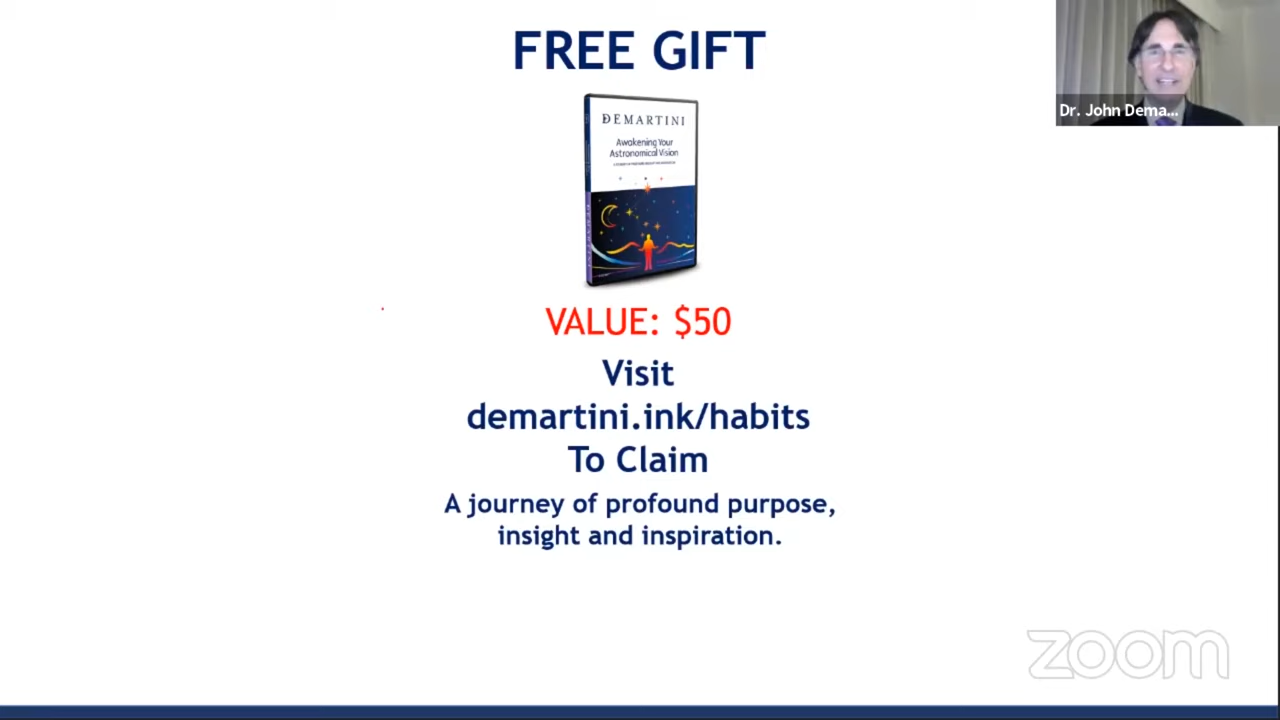 FREE GIFT
DEMARTINI
Awakening Your
Astronomical Vision
VALUE: $50
Visit
demartini.ink/habits
To Claim
A journey of profound purpose,
insight and inspiration.
Dr. John Dema...
zoom